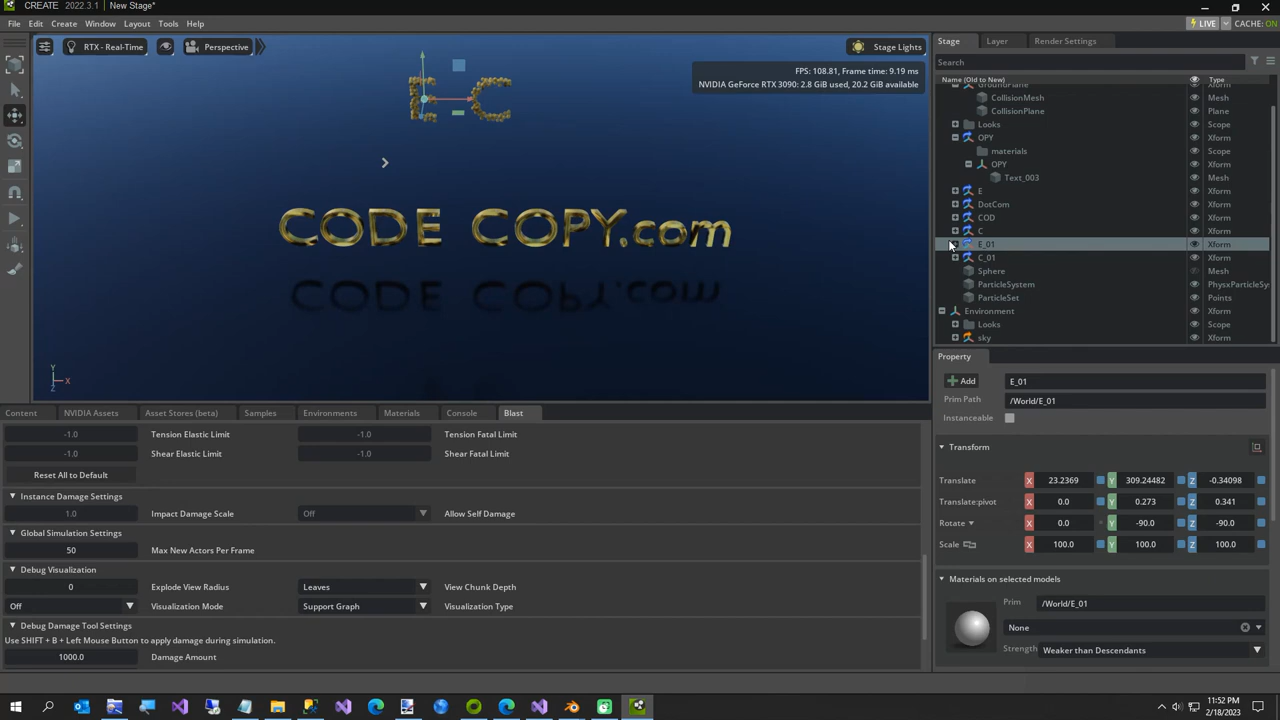 CREATE 2022.3.1 New Stage*
File Edit Create Window Layout Tools Help
LIVE CACHE: ON
RTX - Real-Time Perspective Stage Lights
FPS: 108.81, Frame time: 9.19 ms
NVIDIA GeForce RTX 3090: 2.8 GiB used, 20.2 GiB available
E C
CODE COPY.com
Y
X
Z
Stage Layer Render Settings
Search
Name (Old to New) Type
GroundPlane Xform
CollisionMesh Mesh
CollisionPlane Plane
Looks Scope
OPY Xform
materials Scope
OPY Xform
Text_003 Mesh
E Xform
DotCom Xform
COD Xform
C Xform
E_01 Xform
C_01 Xform
Sphere Mesh
ParticleSystem PhysxParticleSy
ParticleSet Points
Environment Xform
Looks Scope
sky Xform
Content NVIDIA Assets Asset Stores (beta) Samples Environments Materials Console Blast
-1.0 Tension Elastic Limit -1.0 Tension Fatal Limit
-1.0 Shear Elastic Limit -1.0 Shear Fatal Limit
Reset All to Default
Instance Damage Settings
1.0 Impact Damage Scale Off Allow Self Damage
Global Simulation Settings
50 Max New Actors Per Frame
Debug Visualization
0 Explode View Radius Leaves View Chunk Depth
Off Visualization Mode Support Graph Visualization Type
Debug Damage Tool Settings
Use SHIFT + B + Left Mouse Button to apply damage during simulation.
1000.0 Damage Amount
Property
Add E_01
Prim Path /World/E_01
Instanceable
Transform
Translate X 23.2369 Y 309.24482 Z -0.34098
Translate:pivot X 0.0 Y 0.273 Z 0.341
Rotate X 0.0 Y -90.0 Z -90.0
Scale X 100.0 Y 100.0 Z 100.0
Materials on selected models
Prim /World/E_01
None
Strength Weaker than Descendants
11:52 PM
2/18/2023